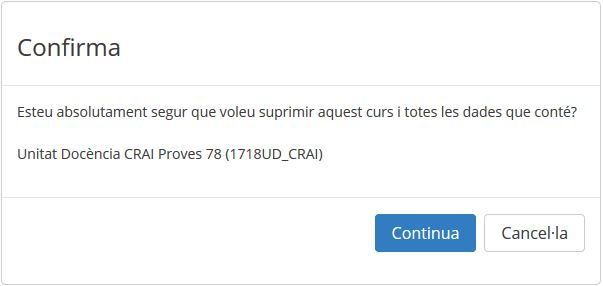 Confirma
Esteu absolutament segur que voleu suprimir aquest curs i totes les dades que conté?
Unitat Docència CRAI Proves 78 (1718UD_CRAI)
Continua
Cancel·la